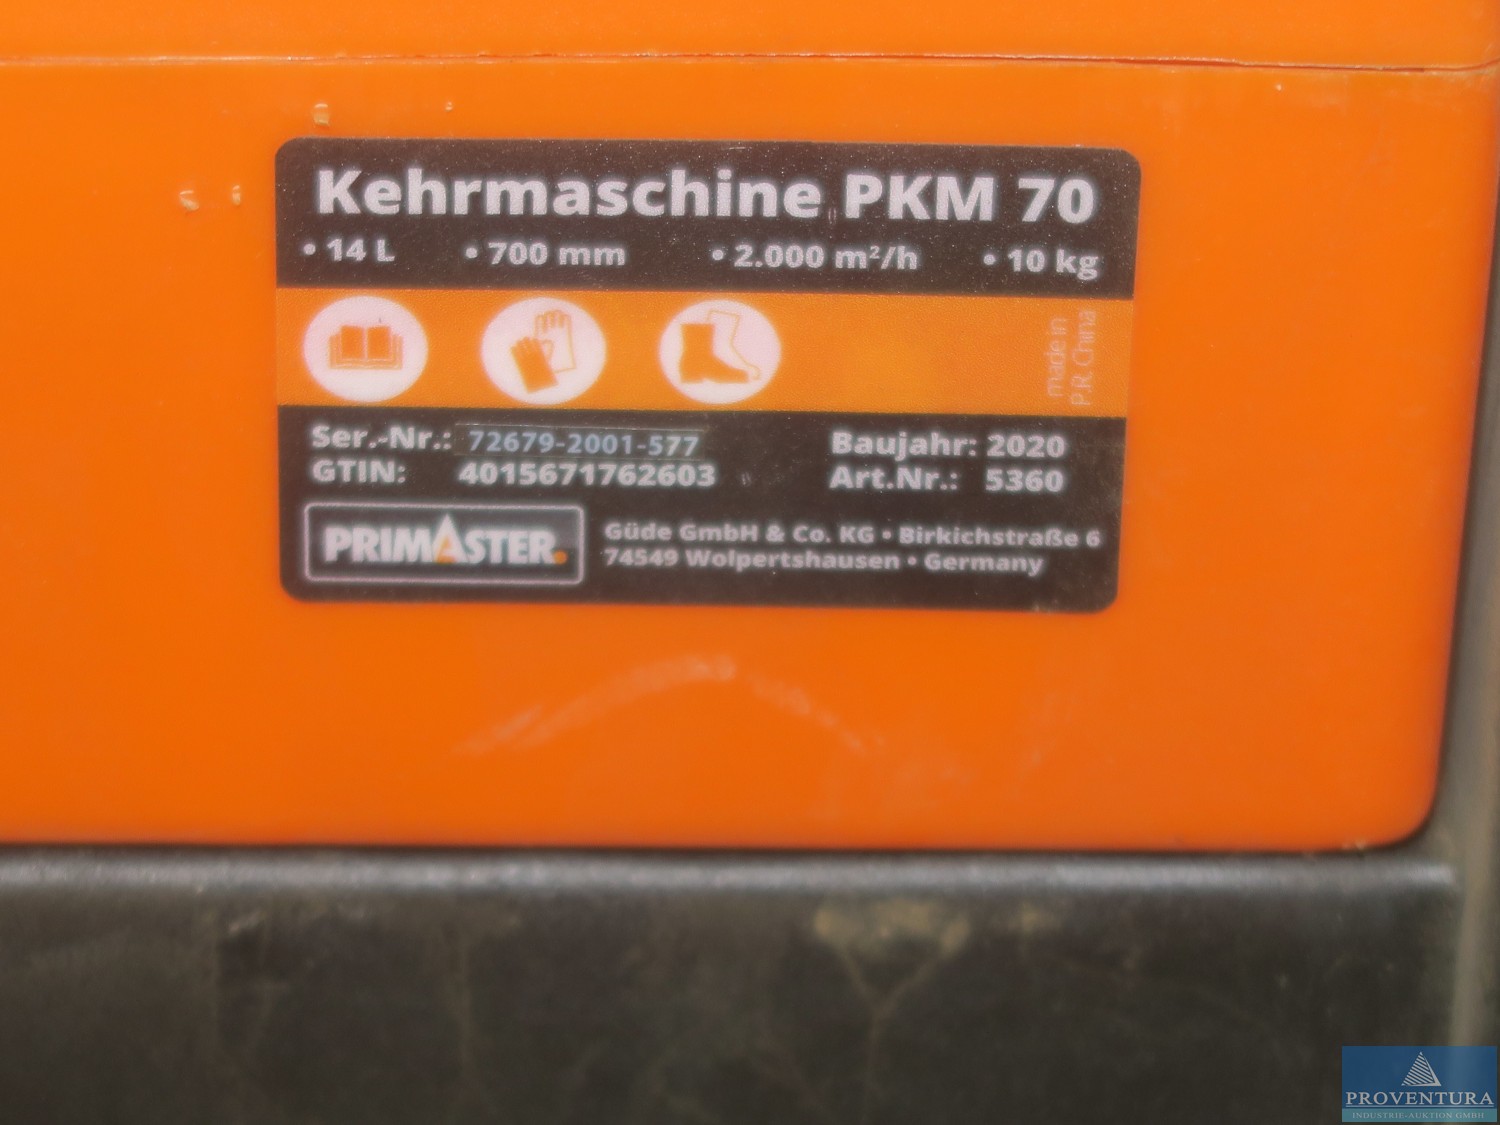 Kehrmaschine PKM 70
• 14 L • 700 mm • 2.000 m²/h • 10 kg
made in
P.R. China
Ser.-Nr.: 72679-2001-577 Baujahr: 2020
GTIN: 4015671762603 Art.Nr.: 5360
PRIMASTER.
Güde GmbH & Co. KG • Birkichstraße 6
74549 Wolpertshausen • Germany
PROVENTURA
INDUSTRIE-AUKTION GMBH